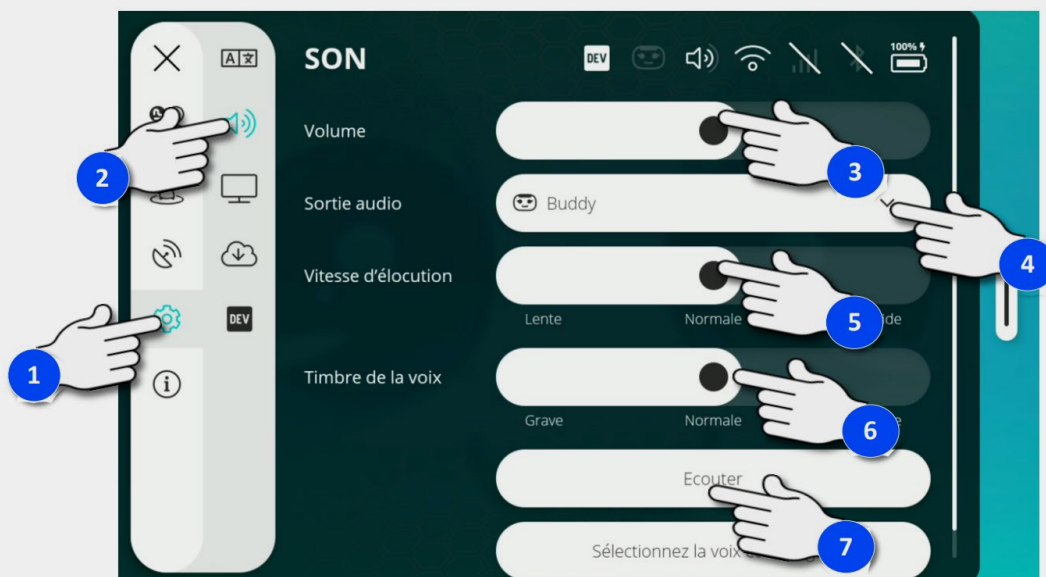 A 文
SON
DEV
100%
Volume
2
3
Sortie audio
Buddy
4
Vitesse d'élocution
DEV
Lente
Normale
5
1
Timbre de la voix
Grave
Normale
6
Ecouter
Sélectionnez la voix
7